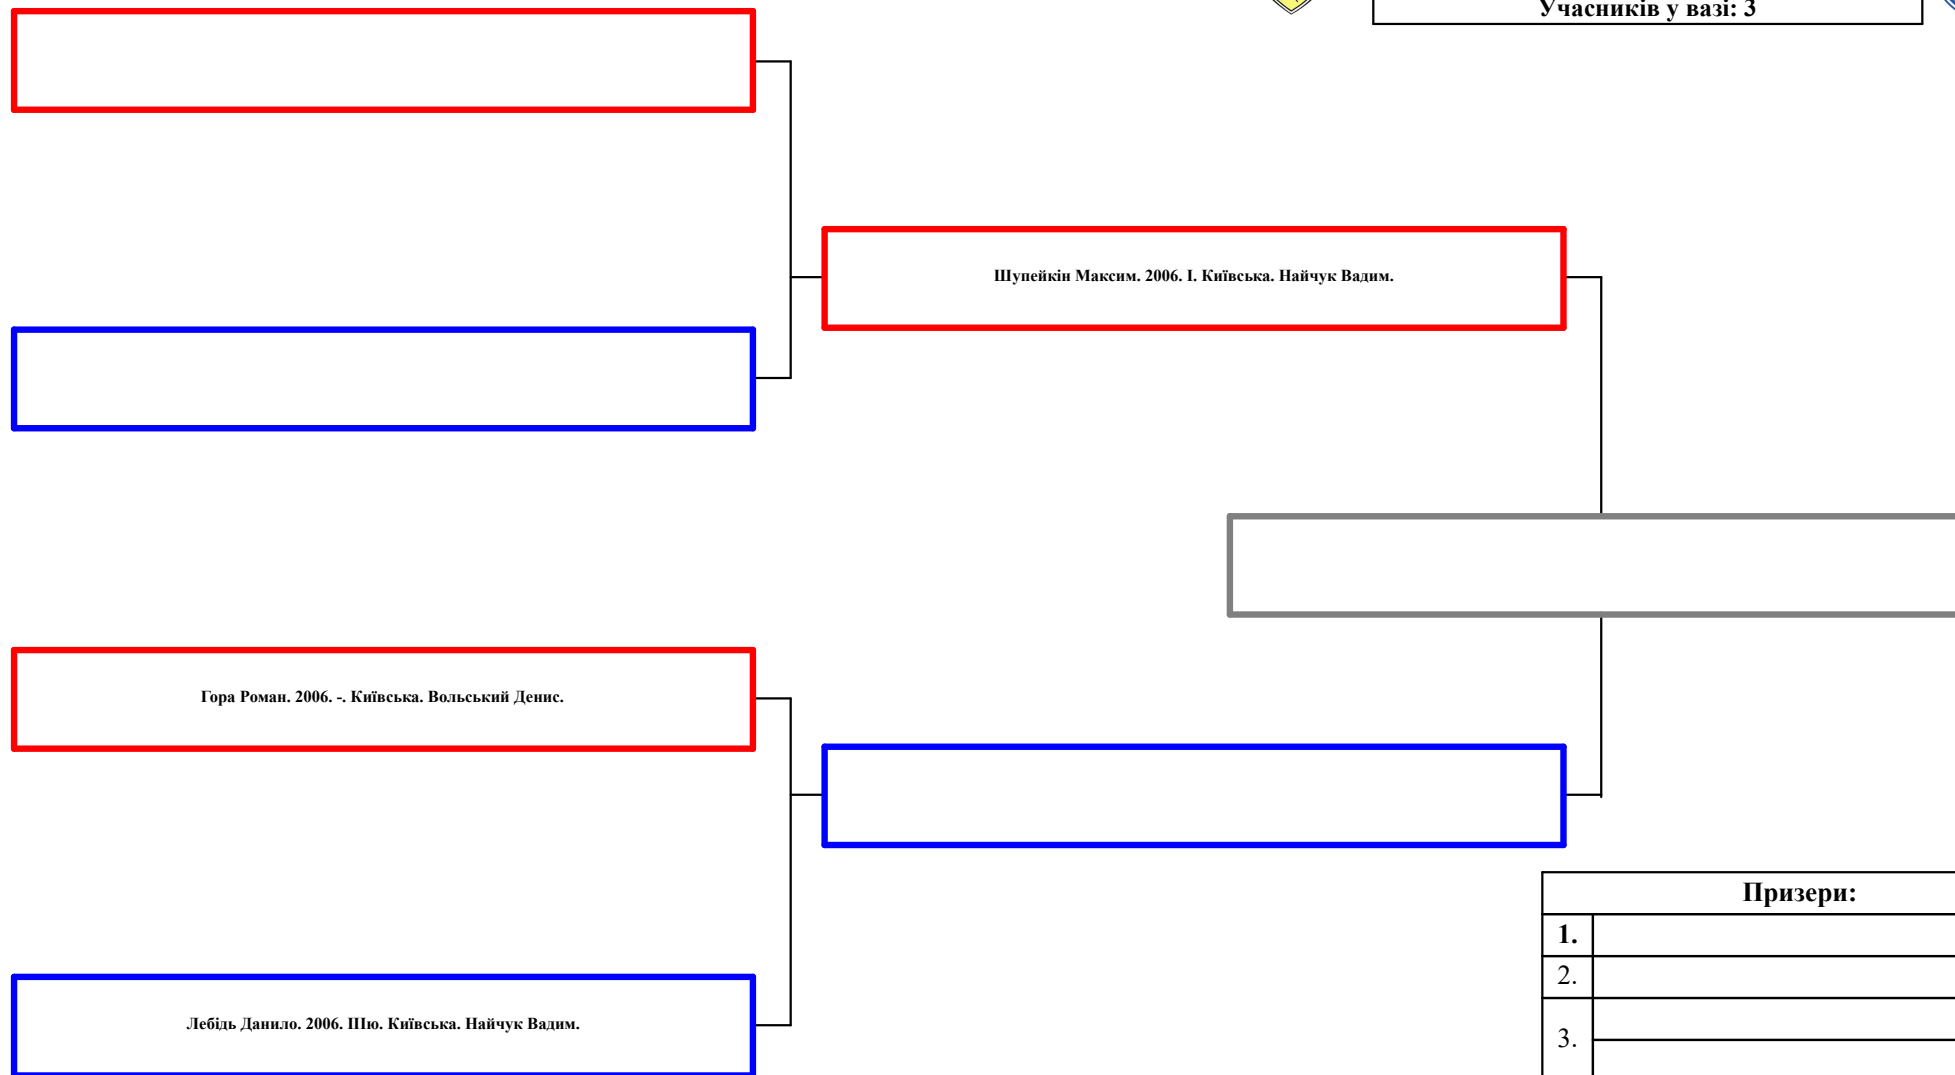 Учасників у вазі: 3
Шупейкін Максим. 2006. І. Київська. Найчук Вадим.
Гора Роман. 2006. -. Київська. Вольський Денис.
Лебідь Данило. 2006. ІІІю. Київська. Найчук Вадим.
Призери:
1.
2.
3.